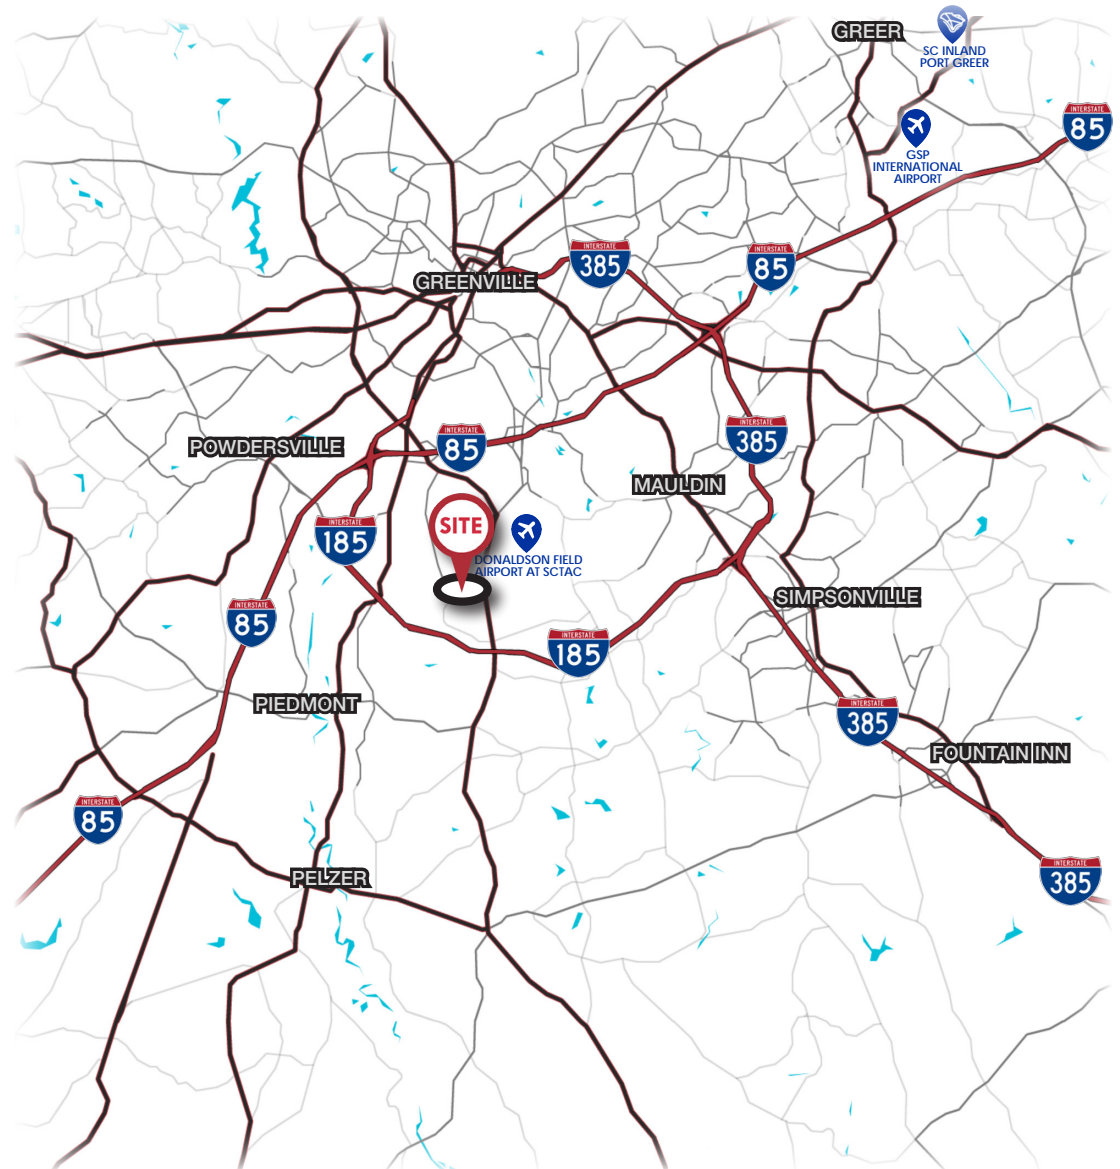 GREER
SC INLAND
PORT GREER
INTERSTATE
85
GSP
INTERNATIONAL
AIRPORT
INTERSTATE
385
INTERSTATE
85
GREENVILLE
POWDERSVILLE
INTERSTATE
85
INTERSTATE
385
MAULDIN
SITE
INTERSTATE
185
DONALDSON FIELD
AIRPORT AT SCTAC
SIMPSONVILLE
INTERSTATE
85
INTERSTATE
185
PIEDMONT
INTERSTATE
385
FOUNTAIN INN
INTERSTATE
85
PELZER
INTERSTATE
385